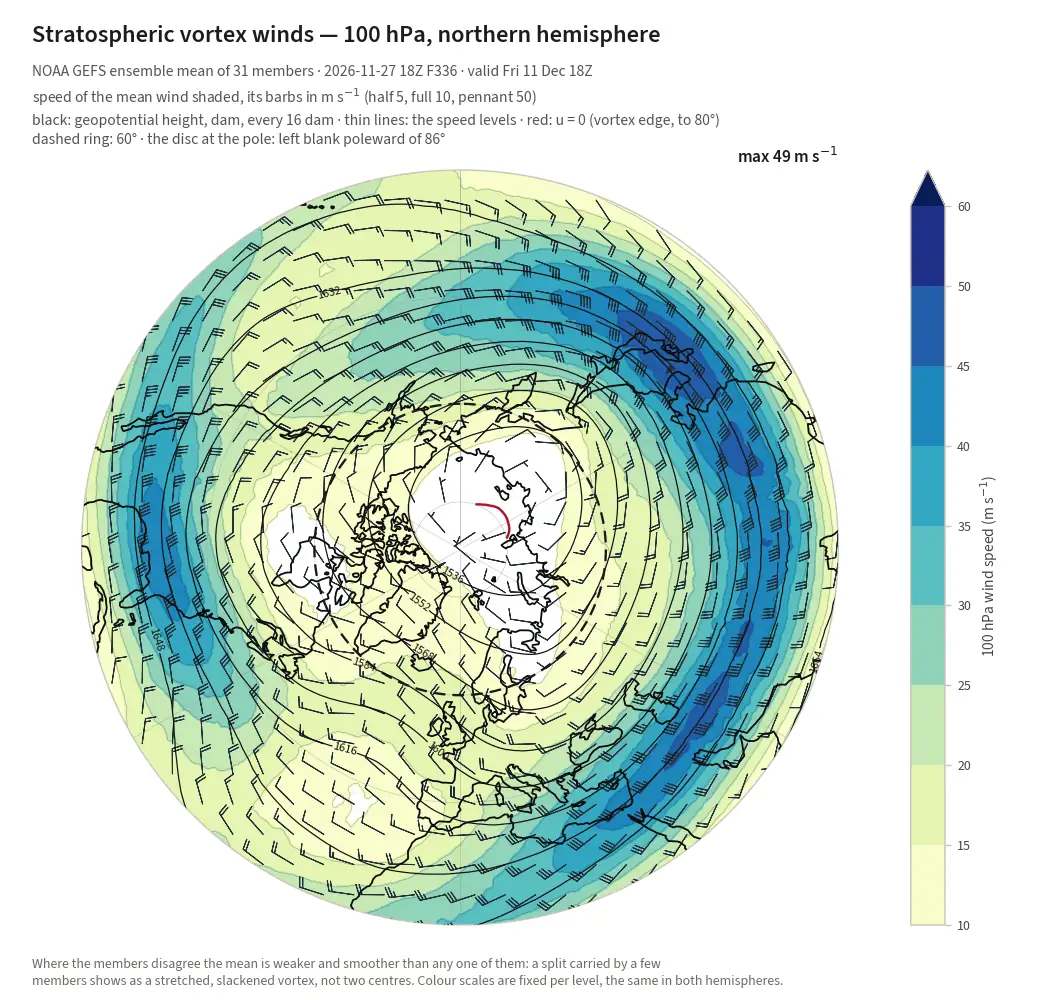 Stratospheric vortex winds — 100 hPa, northern hemisphere
NOAA GEFS ensemble mean of 31 members · 2026-11-27 18Z F336 · valid Fri 11 Dec 18Z
speed of the mean wind shaded, its barbs in m s⁻¹ (half 5, full 10, pennant 50)
black: geopotential height, dam, every 16 dam · thin lines: the speed levels · red: u = 0 (vortex edge, to 80°)
dashed ring: 60° · the disc at the pole: left blank poleward of 86°
max 49 m s⁻¹
60
50
45
40
35
30
25
20
15
10
100 hPa wind speed (m s⁻¹)
1632
1536
1552
1568
1584
1648
1616
Where the members disagree the mean is weaker and smoother than any one of them: a split carried by a few
members shows as a stretched, slackened vortex, not two centres. Colour scales are fixed per level, the same in both hemispheres.